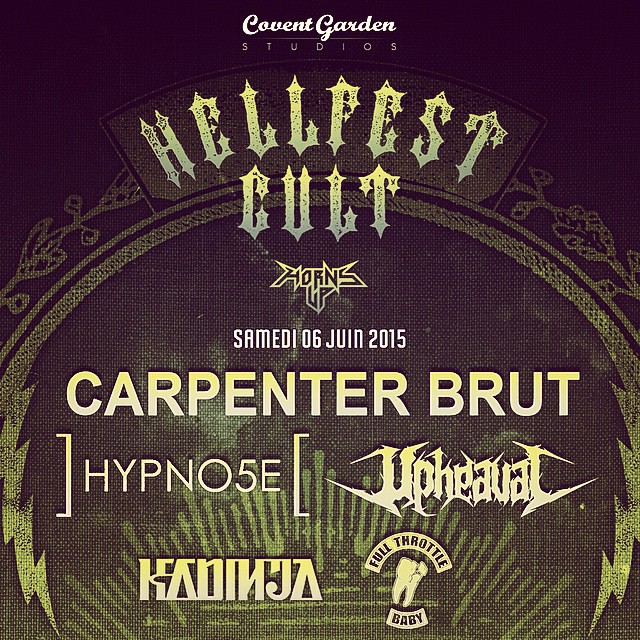 Covent Garden
STUDIOS
HELLFEST
CULT
HORNS
UP
SAMEDI 06 JUIN 2015
CARPENTER BRUT
]HYPNO5E[
Upheaval
KADINJA
FULL THROTTLE
BABY